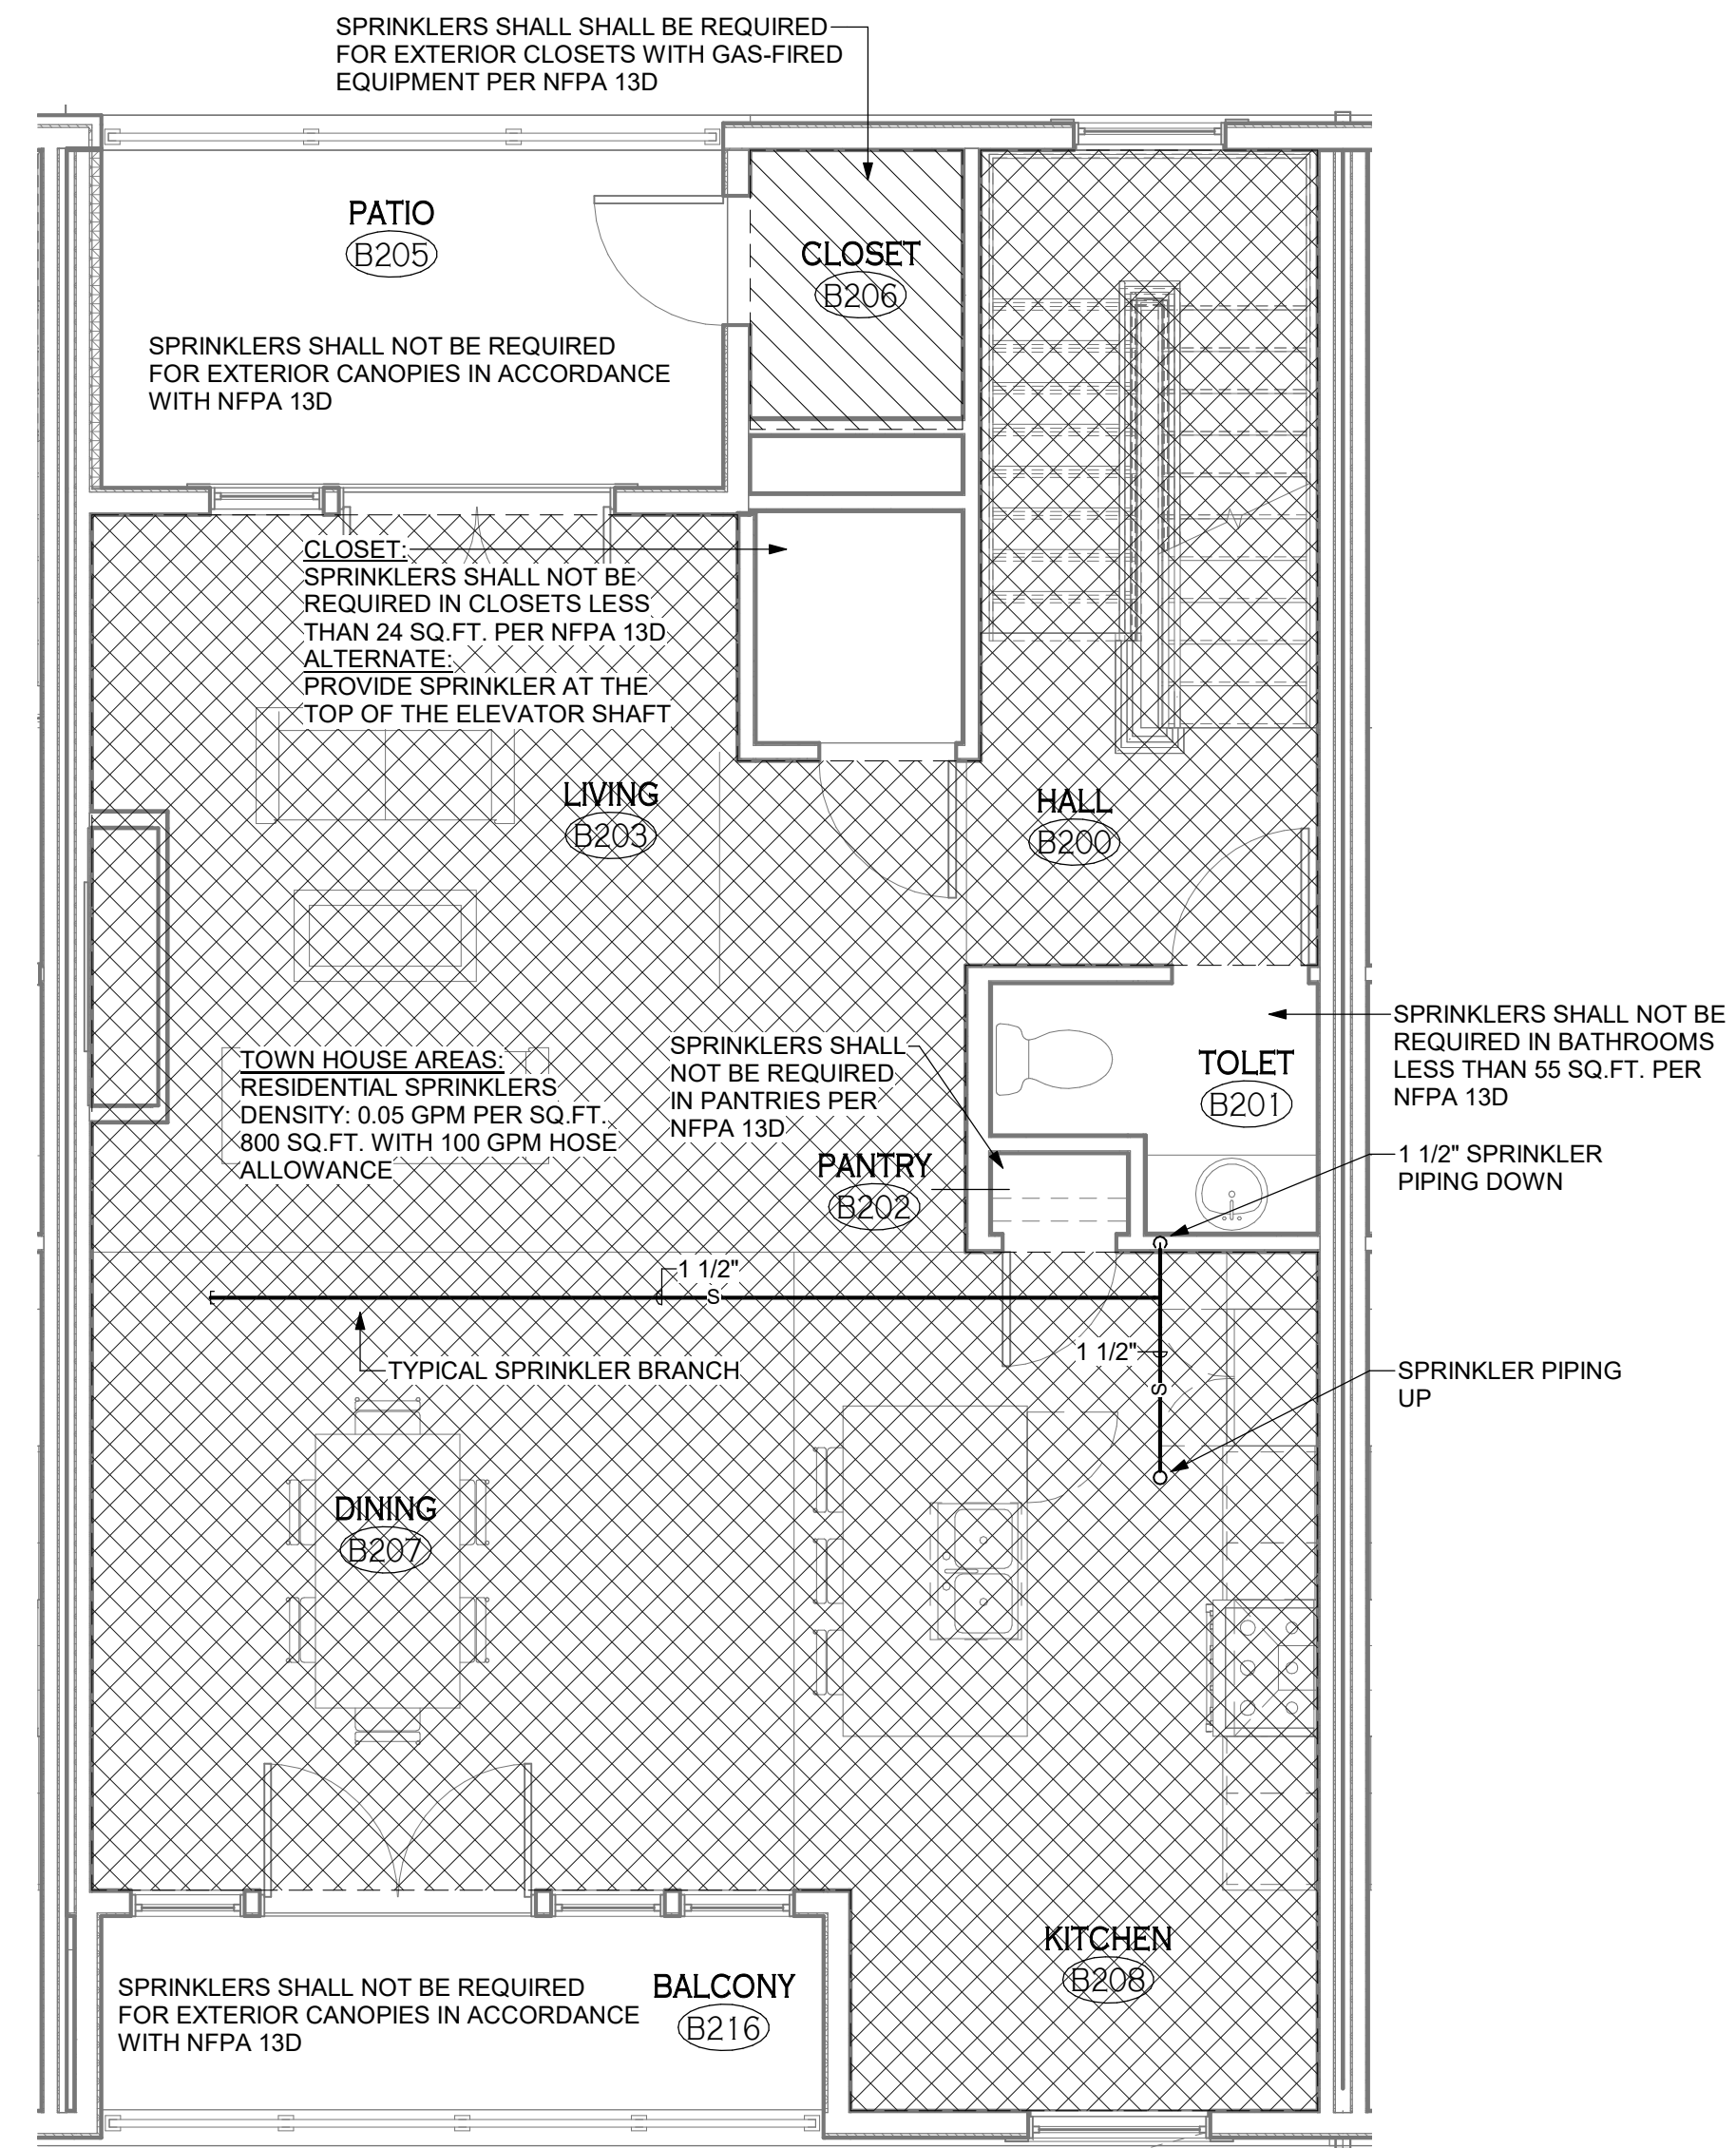 SPRINKLERS SHALL SHALL BE REQUIRED
FOR EXTERIOR CLOSETS WITH GAS-FIRED
EQUIPMENT PER NFPA 13D
PATIO
B205
CLOSET
B206
SPRINKLERS SHALL NOT BE REQUIRED
FOR EXTERIOR CANOPIES IN ACCORDANCE
WITH NFPA 13D
CLOSET:
SPRINKLERS SHALL NOT BE
REQUIRED IN CLOSETS LESS
THAN 24 SQ.FT. PER NFPA 13D
ALTERNATE:
PROVIDE SPRINKLER AT THE
TOP OF THE ELEVATOR SHAFT
LIVING
B203
HALL
B200
TOWN HOUSE AREAS:
RESIDENTIAL SPRINKLERS
DENSITY: 0.05 GPM PER SQ.FT.
800 SQ.FT. WITH 100 GPM HOSE
ALLOWANCE
SPRINKLERS SHALL
NOT BE REQUIRED
IN PANTRIES PER
NFPA 13D
PANTRY
B202
TOLET
B201
SPRINKLERS SHALL NOT BE
REQUIRED IN BATHROOMS
LESS THAN 55 SQ.FT. PER
NFPA 13D
1 1/2" SPRINKLER
PIPING DOWN
1 1/2"
S
1 1/2"
S
TYPICAL SPRINKLER BRANCH
SPRINKLER PIPING
UP
DINING
B207
KITCHEN
B208
SPRINKLERS SHALL NOT BE REQUIRED
FOR EXTERIOR CANOPIES IN ACCORDANCE
WITH NFPA 13D
BALCONY
B216